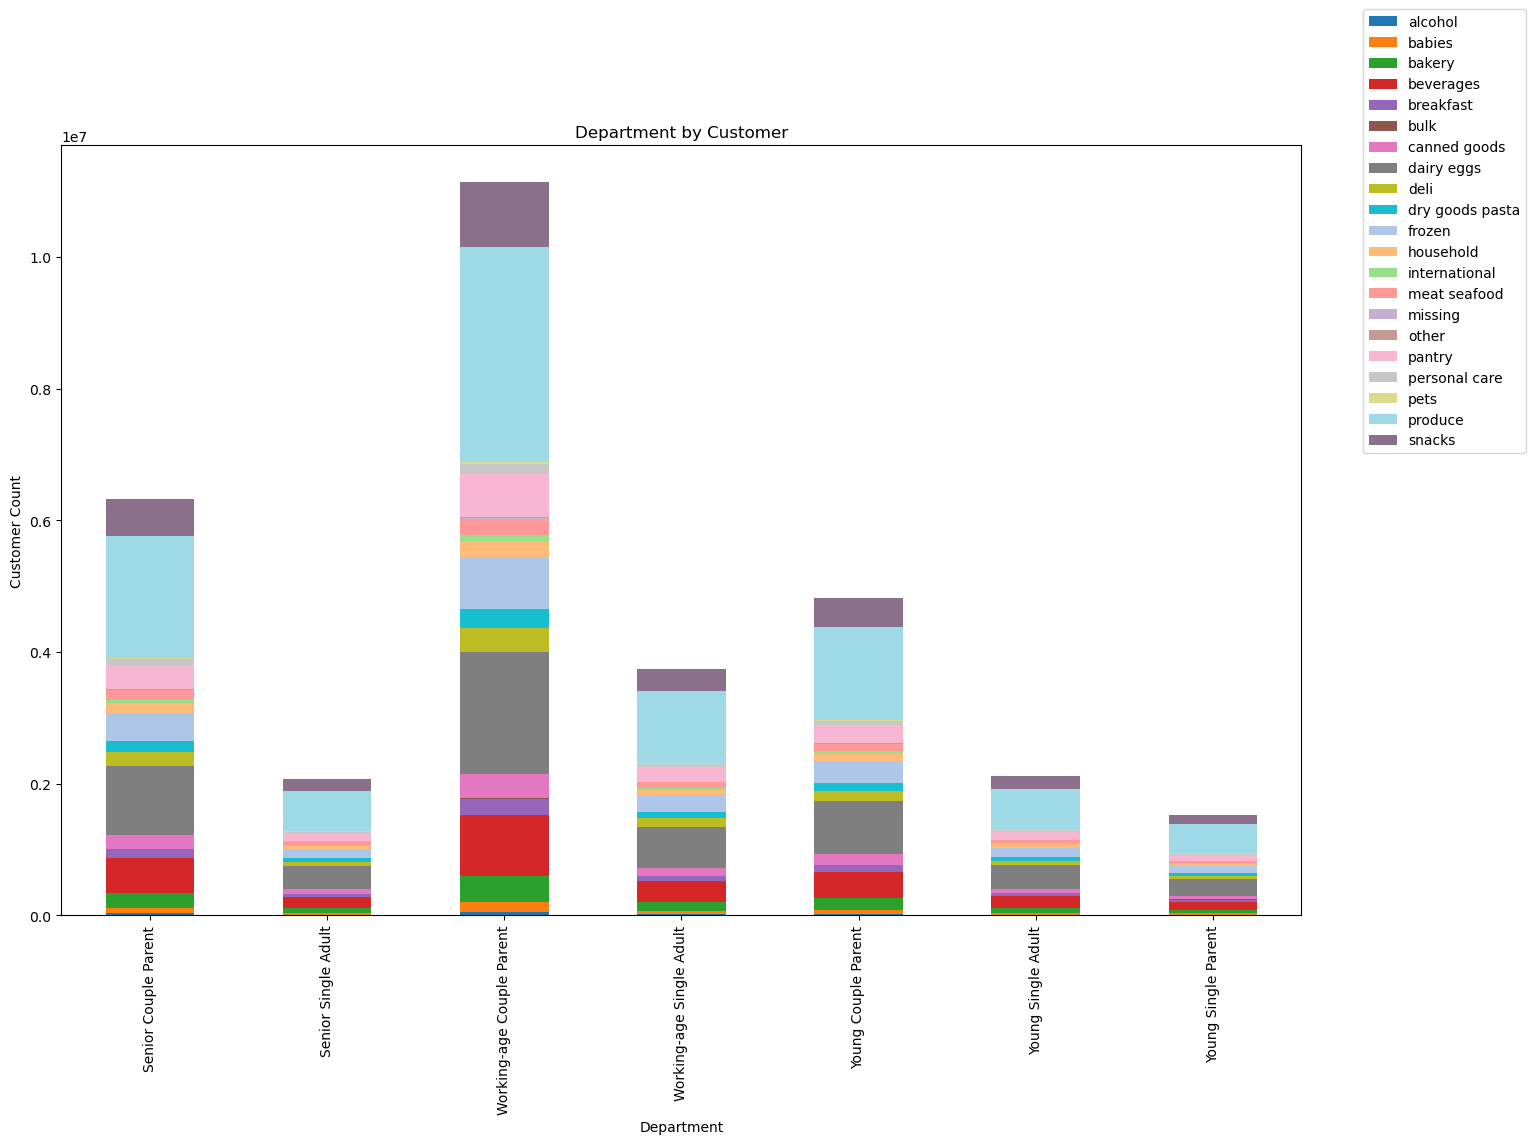 alcohol
babies
bakery
beverages
breakfast
bulk
canned goods
dairy eggs
deli
dry goods pasta
frozen
household
international
meat seafood
missing
other
pantry
personal care
pets
produce
snacks
Department by Customer
1e7
1.0
0.8
0.6
0.4
0.2
0.0
Customer Count
Senior Couple Parent
Senior Single Adult
Working-age Couple Parent
Working-age Single Adult
Young Couple Parent
Young Single Adult
Young Single Parent
Department